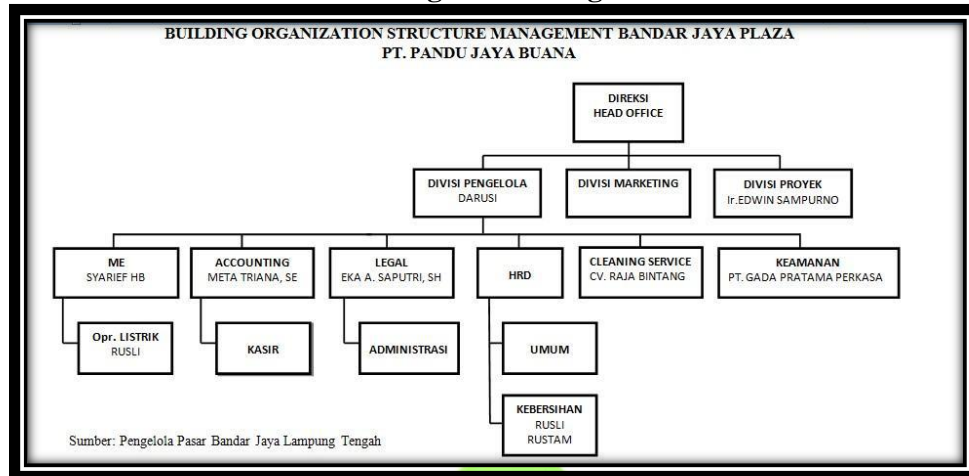 BUILDING ORGANIZATION STRUCTURE MANAGEMENT BANDAR JAYA PLAZA
PT. PANDU JAYA BUANA
DIREKSI
HEAD OFFICE
DIVISI PENGELOLA
DARUSI
DIVISI MARKETING
DIVISI PROYEK
Ir.EDWIN SAMPURNO
ME
SYARIEF HB
ACCOUNTING
META TRIANA, SE
LEGAL
EKA A. SAPUTRI, SH
HRD
CLEANING SERVICE
CV. RAJA BINTANG
KEAMANAN
PT. GADA PRATAMA PERKASA
Opr. LISTRIK
RUSLI
KASIR
ADMINISTRASI
UMUM
KEBERSIHAN
RUSLI
RUSTAM
Sumber: Pengelola Pasar Bandar Jaya Lampung Tengah